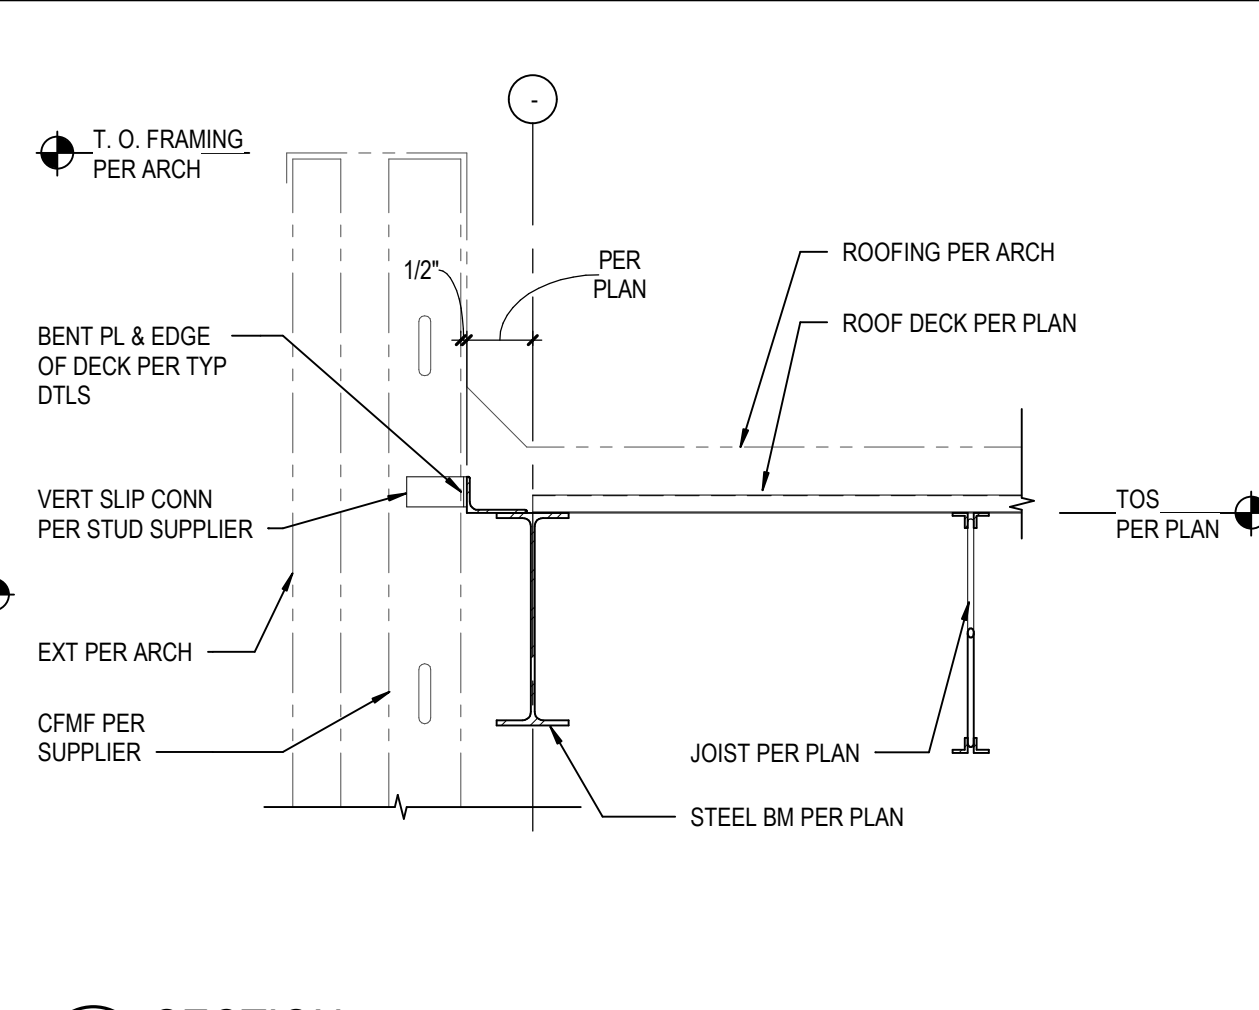 -
T. O. FRAMING
PER ARCH
1/2"
PER
PLAN
ROOFING PER ARCH
ROOF DECK PER PLAN
BENT PL & EDGE
OF DECK PER TYP
DTLS
VERT SLIP CONN
PER STUD SUPPLIER
TOS
PER PLAN
EXT PER ARCH
CFMF PER
SUPPLIER
JOIST PER PLAN
STEEL BM PER PLAN